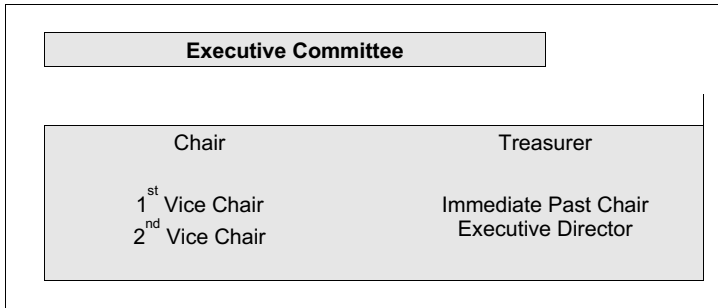 Executive Committee
Chair
Treasurer
1st Vice Chair
2nd Vice Chair
Immediate Past Chair
Executive Director